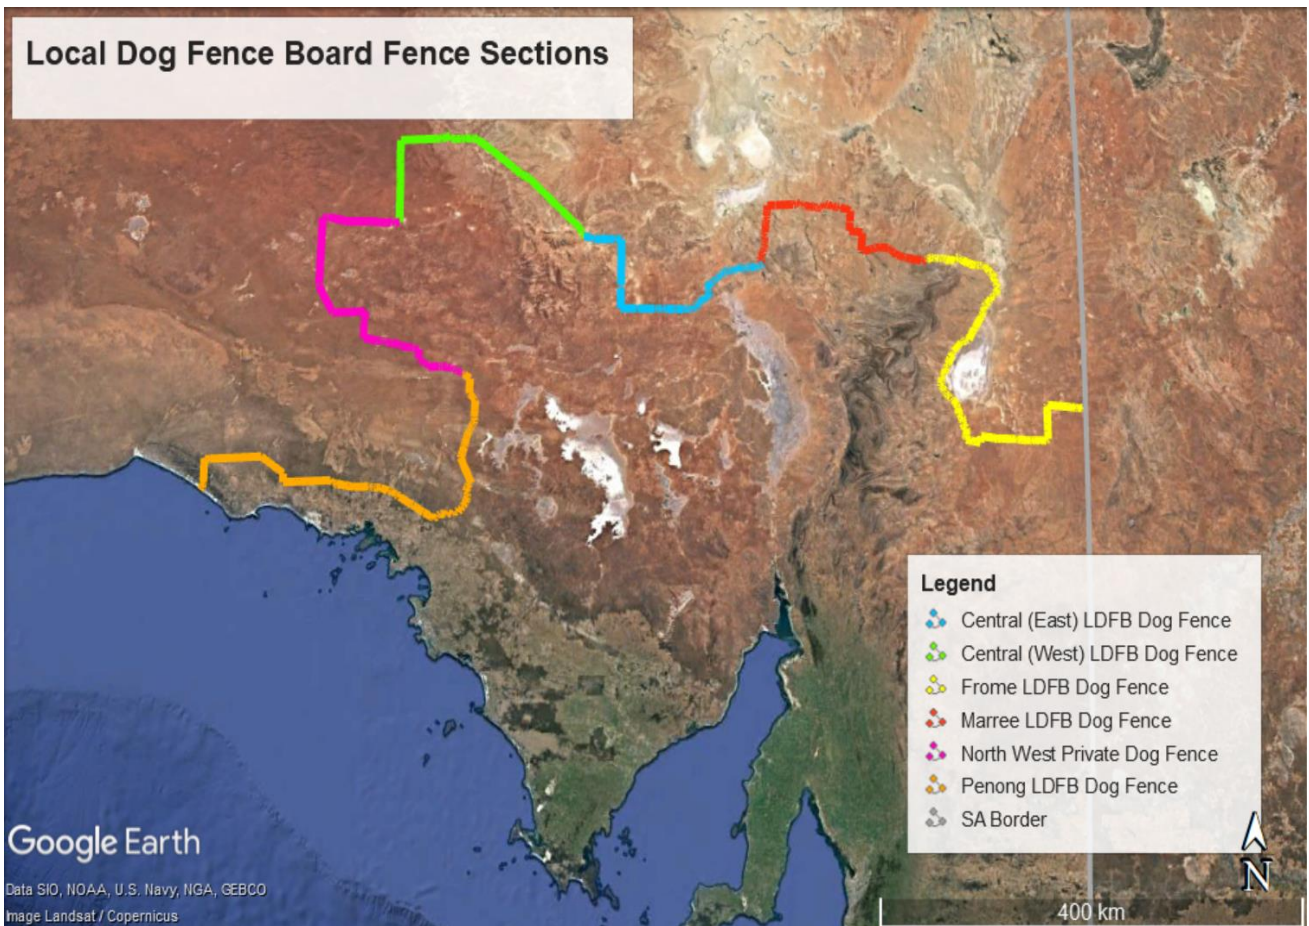 Local Dog Fence Board Fence Sections
Legend
Central (East) LDFB Dog Fence
Central (West) LDFB Dog Fence
Frome LDFB Dog Fence
Marree LDFB Dog Fence
North West Private Dog Fence
Penong LDFB Dog Fence
SA Border
Google Earth
N
Data SIO, NOAA, U.S. Navy, NGA, GEBCO
Image Landsat / Copernicus
400 km